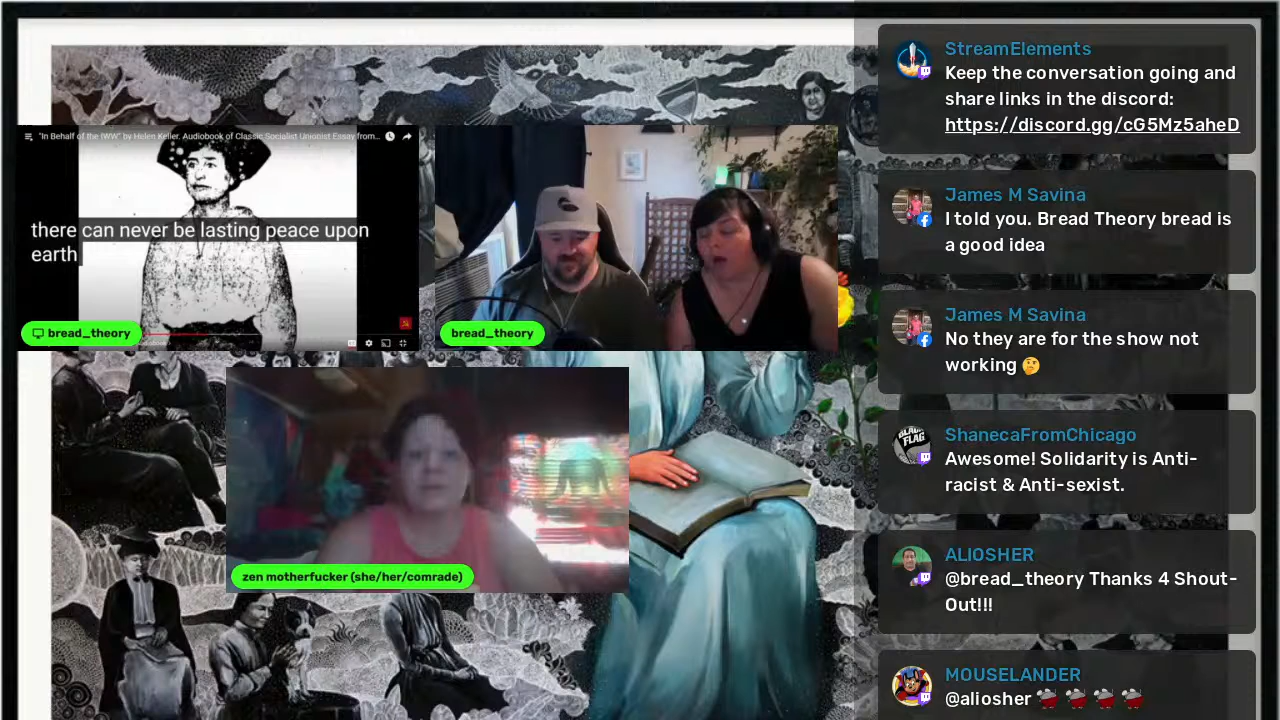 "In Behalf of the IWW" by Helen Keller. Audiobook of Classic Socialist Unionist Essay from...
there can never be lasting peace upon
earth
bread_theory
bread_theory
zen motherfucker (she/her/comrade)
StreamElements
Keep the conversation going and
share links in the discord:
https://discord.gg/cG5Mz5aheD
James M Savina
I told you. Bread Theory bread is
a good idea
James M Savina
No they are for the show not
working 🤔
ShanecaFromChicago
Awesome! Solidarity is Anti-
racist & Anti-sexist.
ALIOSHER
@bread_theory Thanks 4 Shout-
Out!!!
MOUSELANDER
@aliosher
BLACK
FLAG